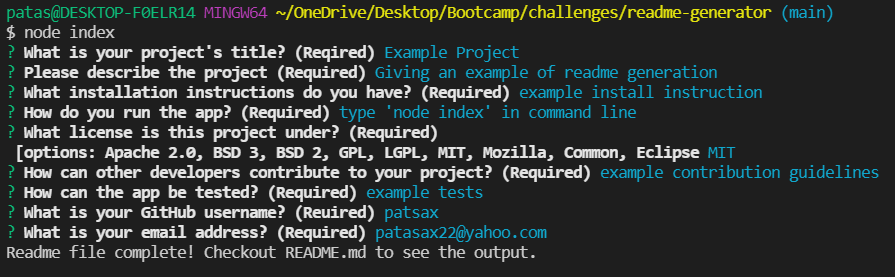 patas@DESKTOP-F0ELR14 MINGW64 ~/OneDrive/Desktop/Bootcamp/challenges/readme-generator (main)
$ node index
? What is your project's title? (Reqired) Example Project
? Please describe the project (Required) Giving an example of readme generation
? What installation instructions do you have? (Required) example install instruction
? How do you run the app? (Required) type 'node index' in command line
? What license is this project under? (Required)
[options: Apache 2.0, BSD 3, BSD 2, GPL, LGPL, MIT, Mozilla, Common, Eclipse MIT
? How can other developers contribute to your project? (Required) example contribution guidelines
? How can the app be tested? (Required) example tests
? What is your GitHub username? (Reuired) patsax
? What is your email address? (Required) patasax22@yahoo.com
Readme file complete! Checkout README.md to see the output.